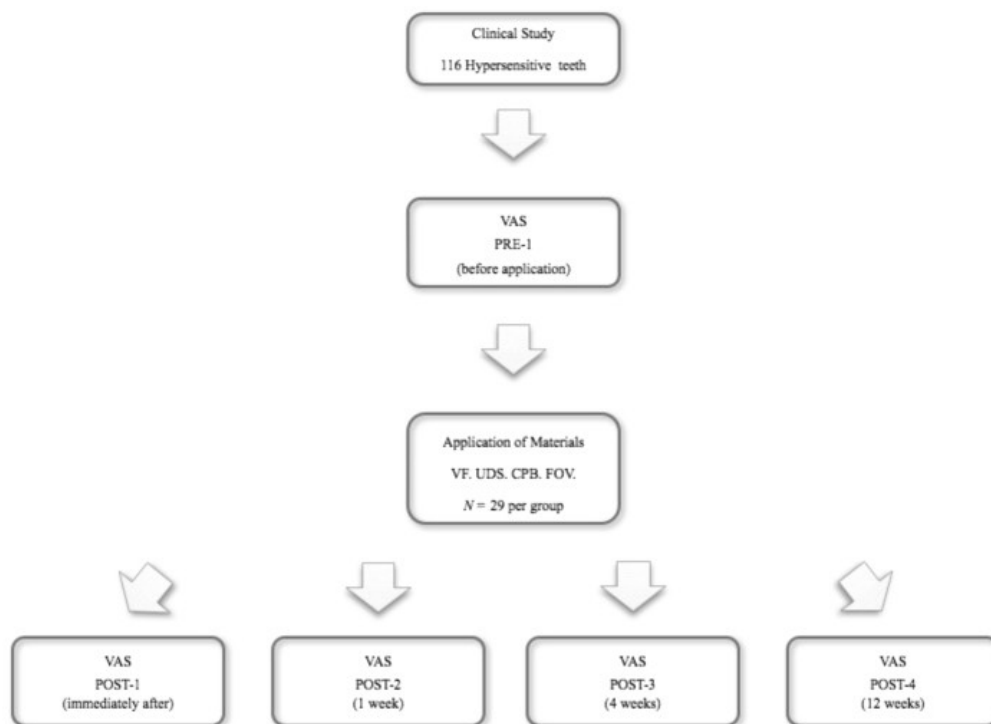 Clinical Study
116 Hypersensitive teeth
VAS
PRE-1
(before application)
Application of Materials
VF. UDS. CPB. FOV.
N = 29 per group
VAS
POST-1
(immediately after)
VAS
POST-2
(1 week)
VAS
POST-3
(4 weeks)
VAS
POST-4
(12 weeks)